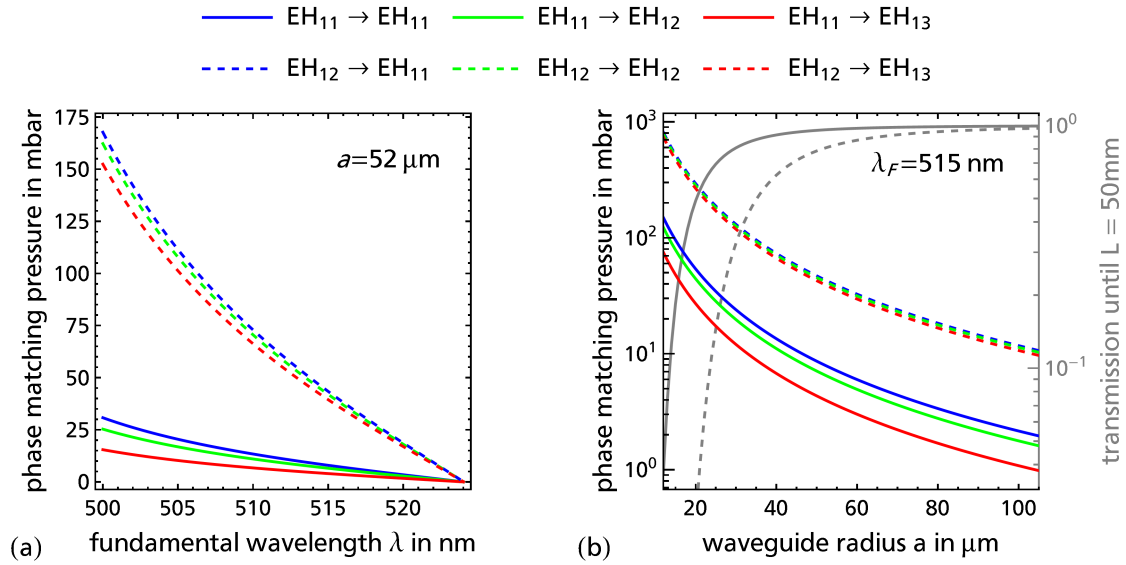 EH₁₁ → EH₁₁ EH₁₁ → EH₁₂ EH₁₁ → EH₁₃
EH₁₂ → EH₁₁ EH₁₂ → EH₁₂ EH₁₂ → EH₁₃
phase matching pressure in mbar
175
150
125
100
75
50
25
0
a=52 μm
500 505 510 515 520
(a) fundamental wavelength λ in nm
phase matching pressure in mbar
10³
10²
10¹
10⁰
λF=515 nm
10⁰
10⁻¹
transmission until L = 50mm
20 40 60 80 100
(b) waveguide radius a in μm